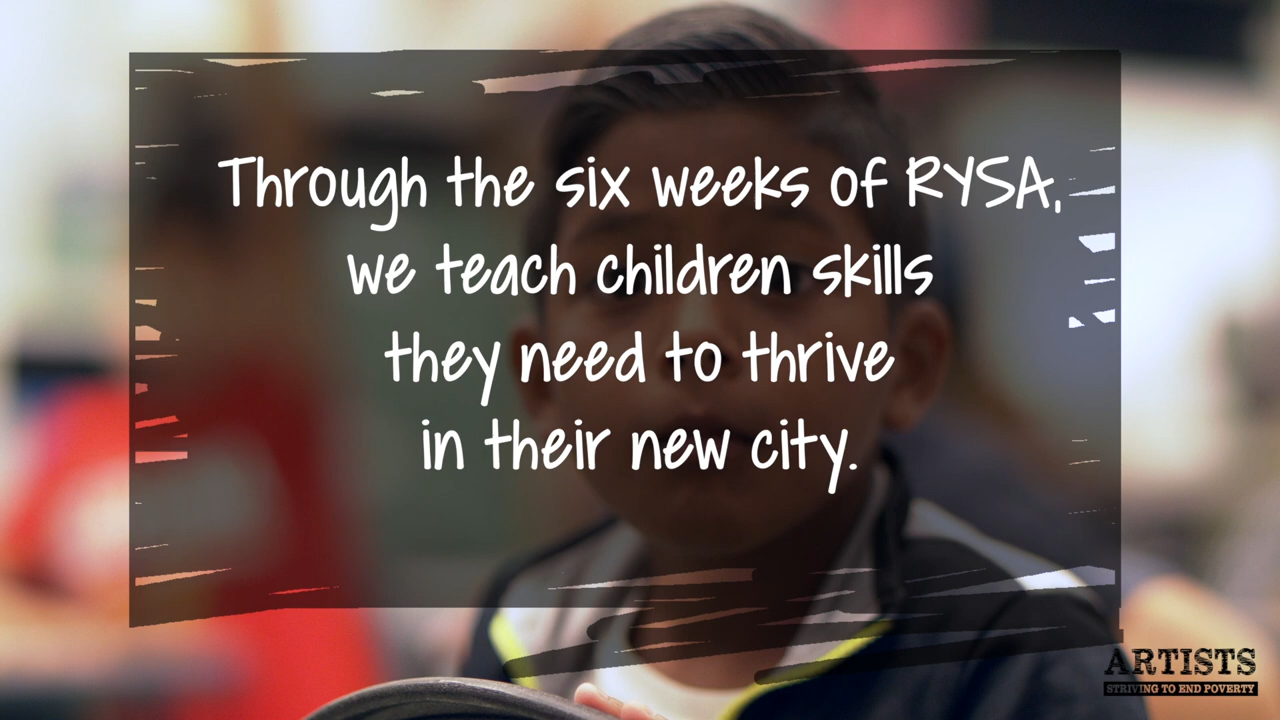 Through the six weeks of RYSA,
we teach children skills
they need to thrive
in their new city.
ARTISTS
STRIVING TO END POVERTY